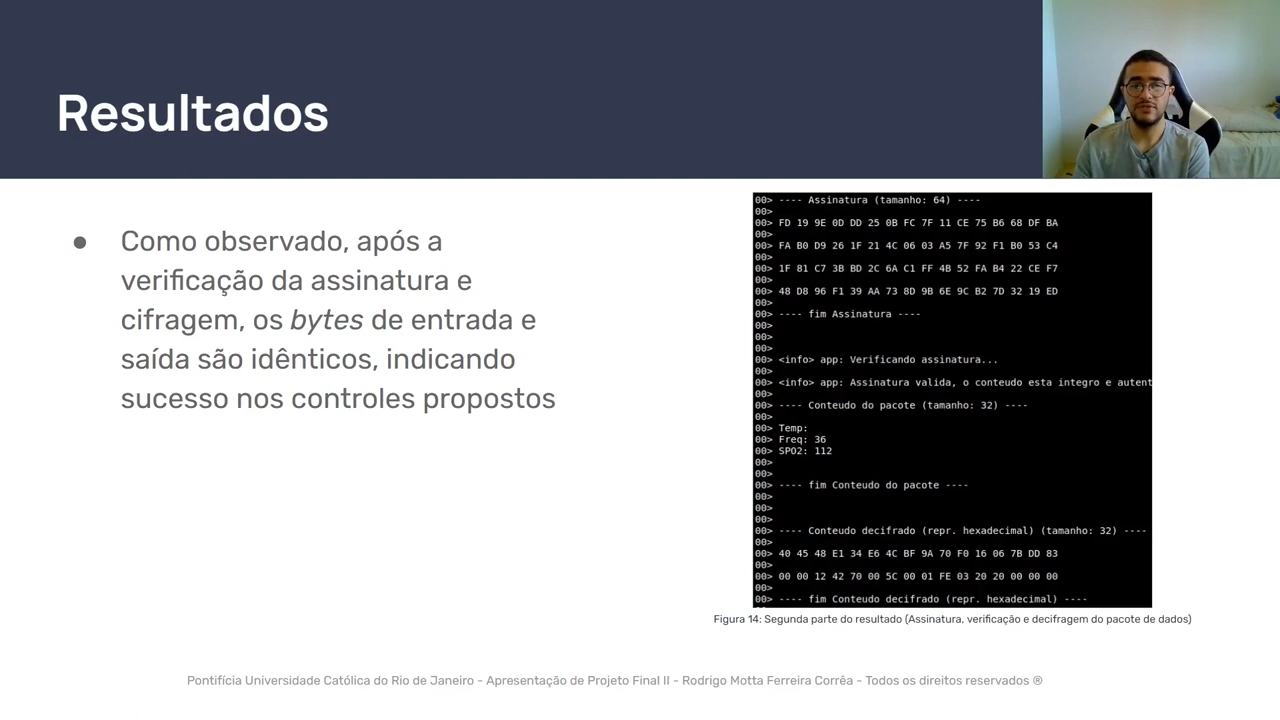 Resultados
● Como observado, após a
verificação da assinatura e
cifragem, os bytes de entrada e
saída são idênticos, indicando
sucesso nos controles propostos
00> ---- Assinatura (tamanho: 64) ----
00>
00> FD 19 9E 0D DD 25 0B FC 7F 11 CE 75 B6 68 DF BA
00>
00> FA B0 D9 26 1F 21 4C 06 03 A5 7F 92 F1 B0 53 C4
00>
00> 1F 81 C7 3B BD 2C 6A C1 FF 4B 52 FA B4 22 CE F7
00>
00> 48 D8 96 F1 39 AA 73 8D 9B 6E 9C B2 7D 32 19 ED
00>
00> ---- fim Assinatura ----
00>
00>
00>
00> <info> app: Verificando assinatura...
00>
00> <info> app: Assinatura valida, o conteudo esta integro e autent
00>
00> ---- Conteudo do pacote (tamanho: 32) ----
00>
00> Temp:
00> Freq: 36
00> SPO2: 112
00>
00>
00> ---- fim Conteudo do pacote ----
00>
00>
00>
00> ---- Conteudo decifrado (repr. hexadecimal) (tamanho: 32) ----
00>
00> 40 45 48 E1 34 E6 4C BF 9A 70 F0 16 06 7B DD 83
00>
00> 00 00 12 42 70 00 5C 00 01 FE 03 20 20 00 00 00
00>
00> ---- fim Conteudo decifrado (repr. hexadecimal) ----
Figura 14: Segunda parte do resultado (Assinatura, verificação e decifragem do pacote de dados)
Pontifícia Universidade Católica do Rio de Janeiro - Apresentação de Projeto Final II - Rodrigo Motta Ferreira Corrêa - Todos os direitos reservados ®